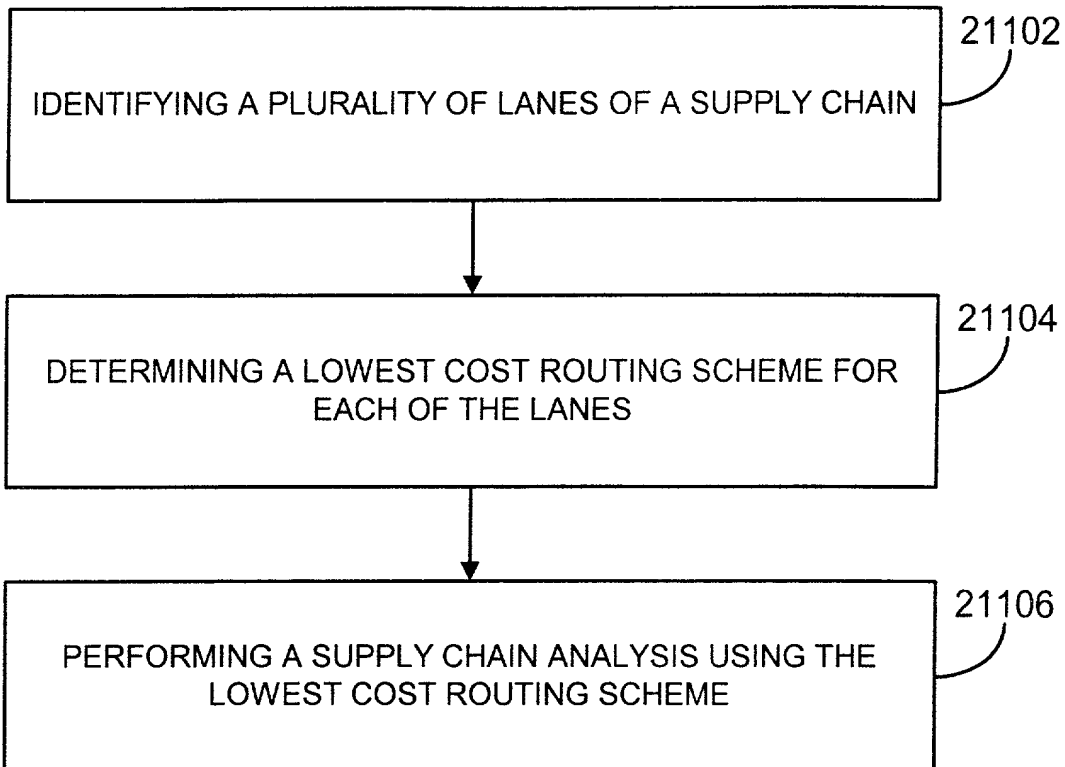 21102
IDENTIFYING A PLURALITY OF LANES OF A SUPPLY CHAIN
21104
DETERMINING A LOWEST COST ROUTING SCHEME FOR
EACH OF THE LANES
21106
PERFORMING A SUPPLY CHAIN ANALYSIS USING THE
LOWEST COST ROUTING SCHEME